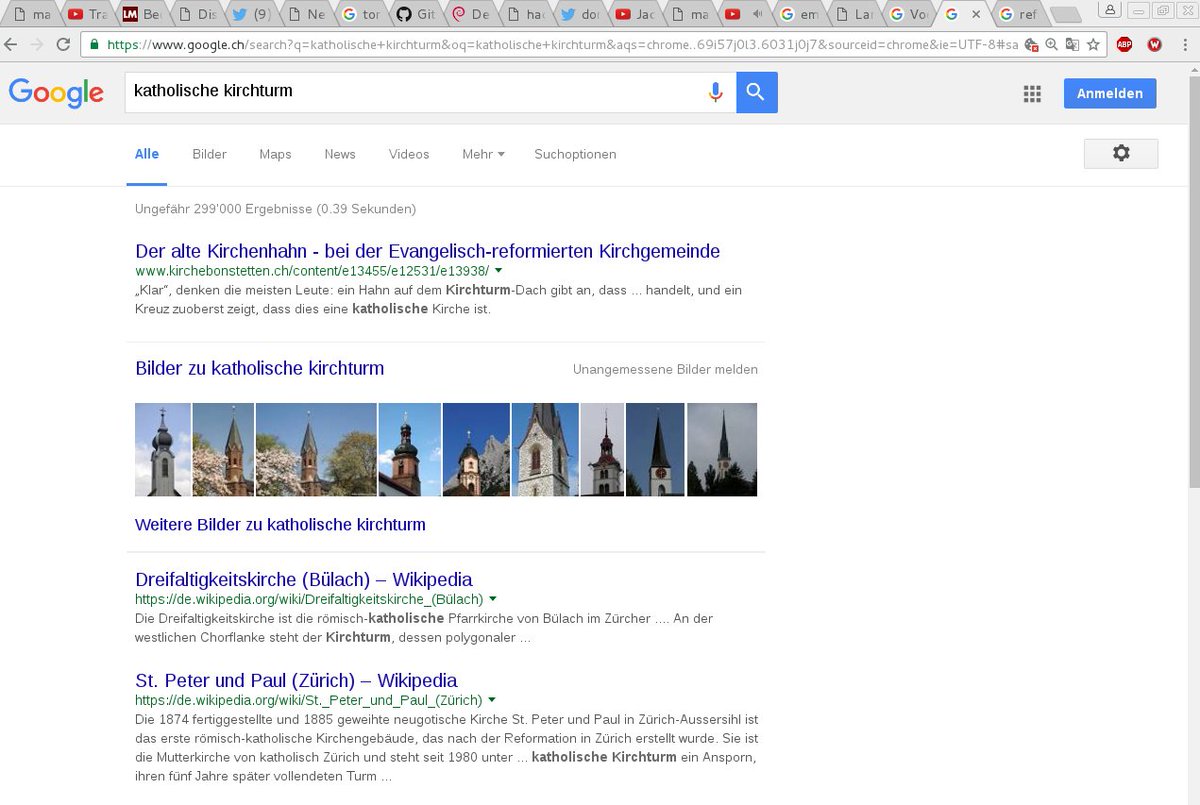 ma
Tra
Be
Dis
(9)
Ne
tor
Git
De
hac
dor
Jac
ma
em
Lar
Vo
G
ref
https://www.google.ch/search?q=katholische+kirchturm&oq=katholische+kirchturm&aqs=chrome..69i57j0l3.6031j0j7&sourceid=chrome&ie=UTF-8#sa
ABP
W
Google
katholische kirchturm
Anmelden
Alle Bilder Maps News Videos Mehr Suchoptionen
Ungefähr 299'000 Ergebnisse (0.39 Sekunden)
Der alte Kirchenhahn - bei der Evangelisch-reformierten Kirchgemeinde
www.kirchebonstetten.ch/content/e13455/e12531/e13938/
„Klar“, denken die meisten Leute: ein Hahn auf dem Kirchturm-Dach gibt an, dass ... handelt, und ein
Kreuz zuoberst zeigt, dass dies eine katholische Kirche ist.
Bilder zu katholische kirchturm
Unangemessene Bilder melden
Weitere Bilder zu katholische kirchturm
Dreifaltigkeitskirche (Bülach) – Wikipedia
https://de.wikipedia.org/wiki/Dreifaltigkeitskirche_(Bülach)
Die Dreifaltigkeitskirche ist die römisch-katholische Pfarrkirche von Bülach im Zürcher .... An der
westlichen Chorflanke steht der Kirchturm, dessen polygonaler ...
St. Peter und Paul (Zürich) – Wikipedia
https://de.wikipedia.org/wiki/St._Peter_und_Paul_(Zürich)
Die 1874 fertiggestellte und 1885 geweihte neugotische Kirche St. Peter und Paul in Zürich-Aussersihl ist
das erste römisch-katholische Kirchengebäude, das nach der Reformation in Zürich erstellt wurde. Sie ist
die Mutterkirche von katholisch Zürich und steht seit 1980 unter ... katholische Kirchturm ein Ansporn,
ihren fünf Jahre später vollendeten Turm ...